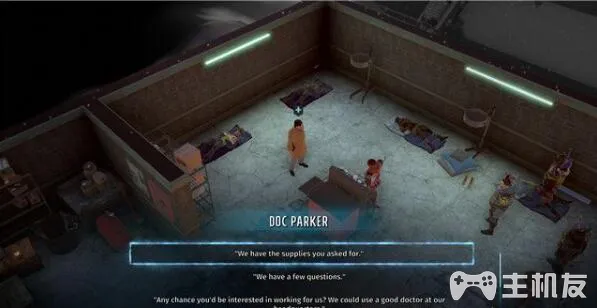 DOC PARKER
"We have the supplies you asked for."
"We have a few questions."
"Any chance you'd be interested in working for us? We could use a good doctor at our
主机友